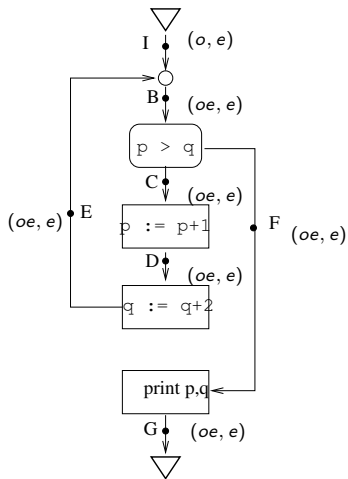 I (o, e)
B (oe, e)
p > q
C (oe, e)
p := p+1
(oe, e) E
F (oe, e)
D (oe, e)
q := q+2
print p,q
G (oe, e)